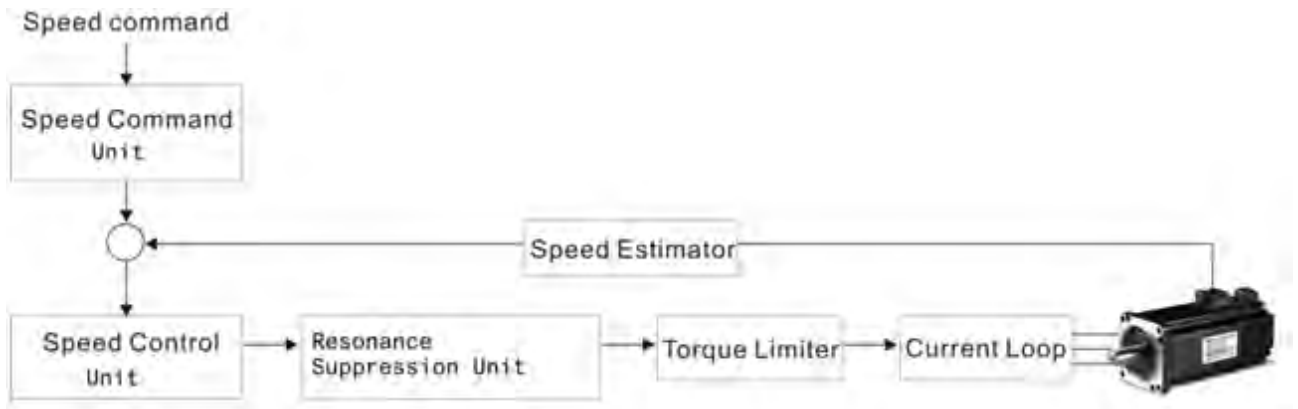 Speed command
Speed Command
Unit
Speed Estimator
Speed Control
Unit
Resonance
Suppression Unit
Torque Limiter
Current Loop